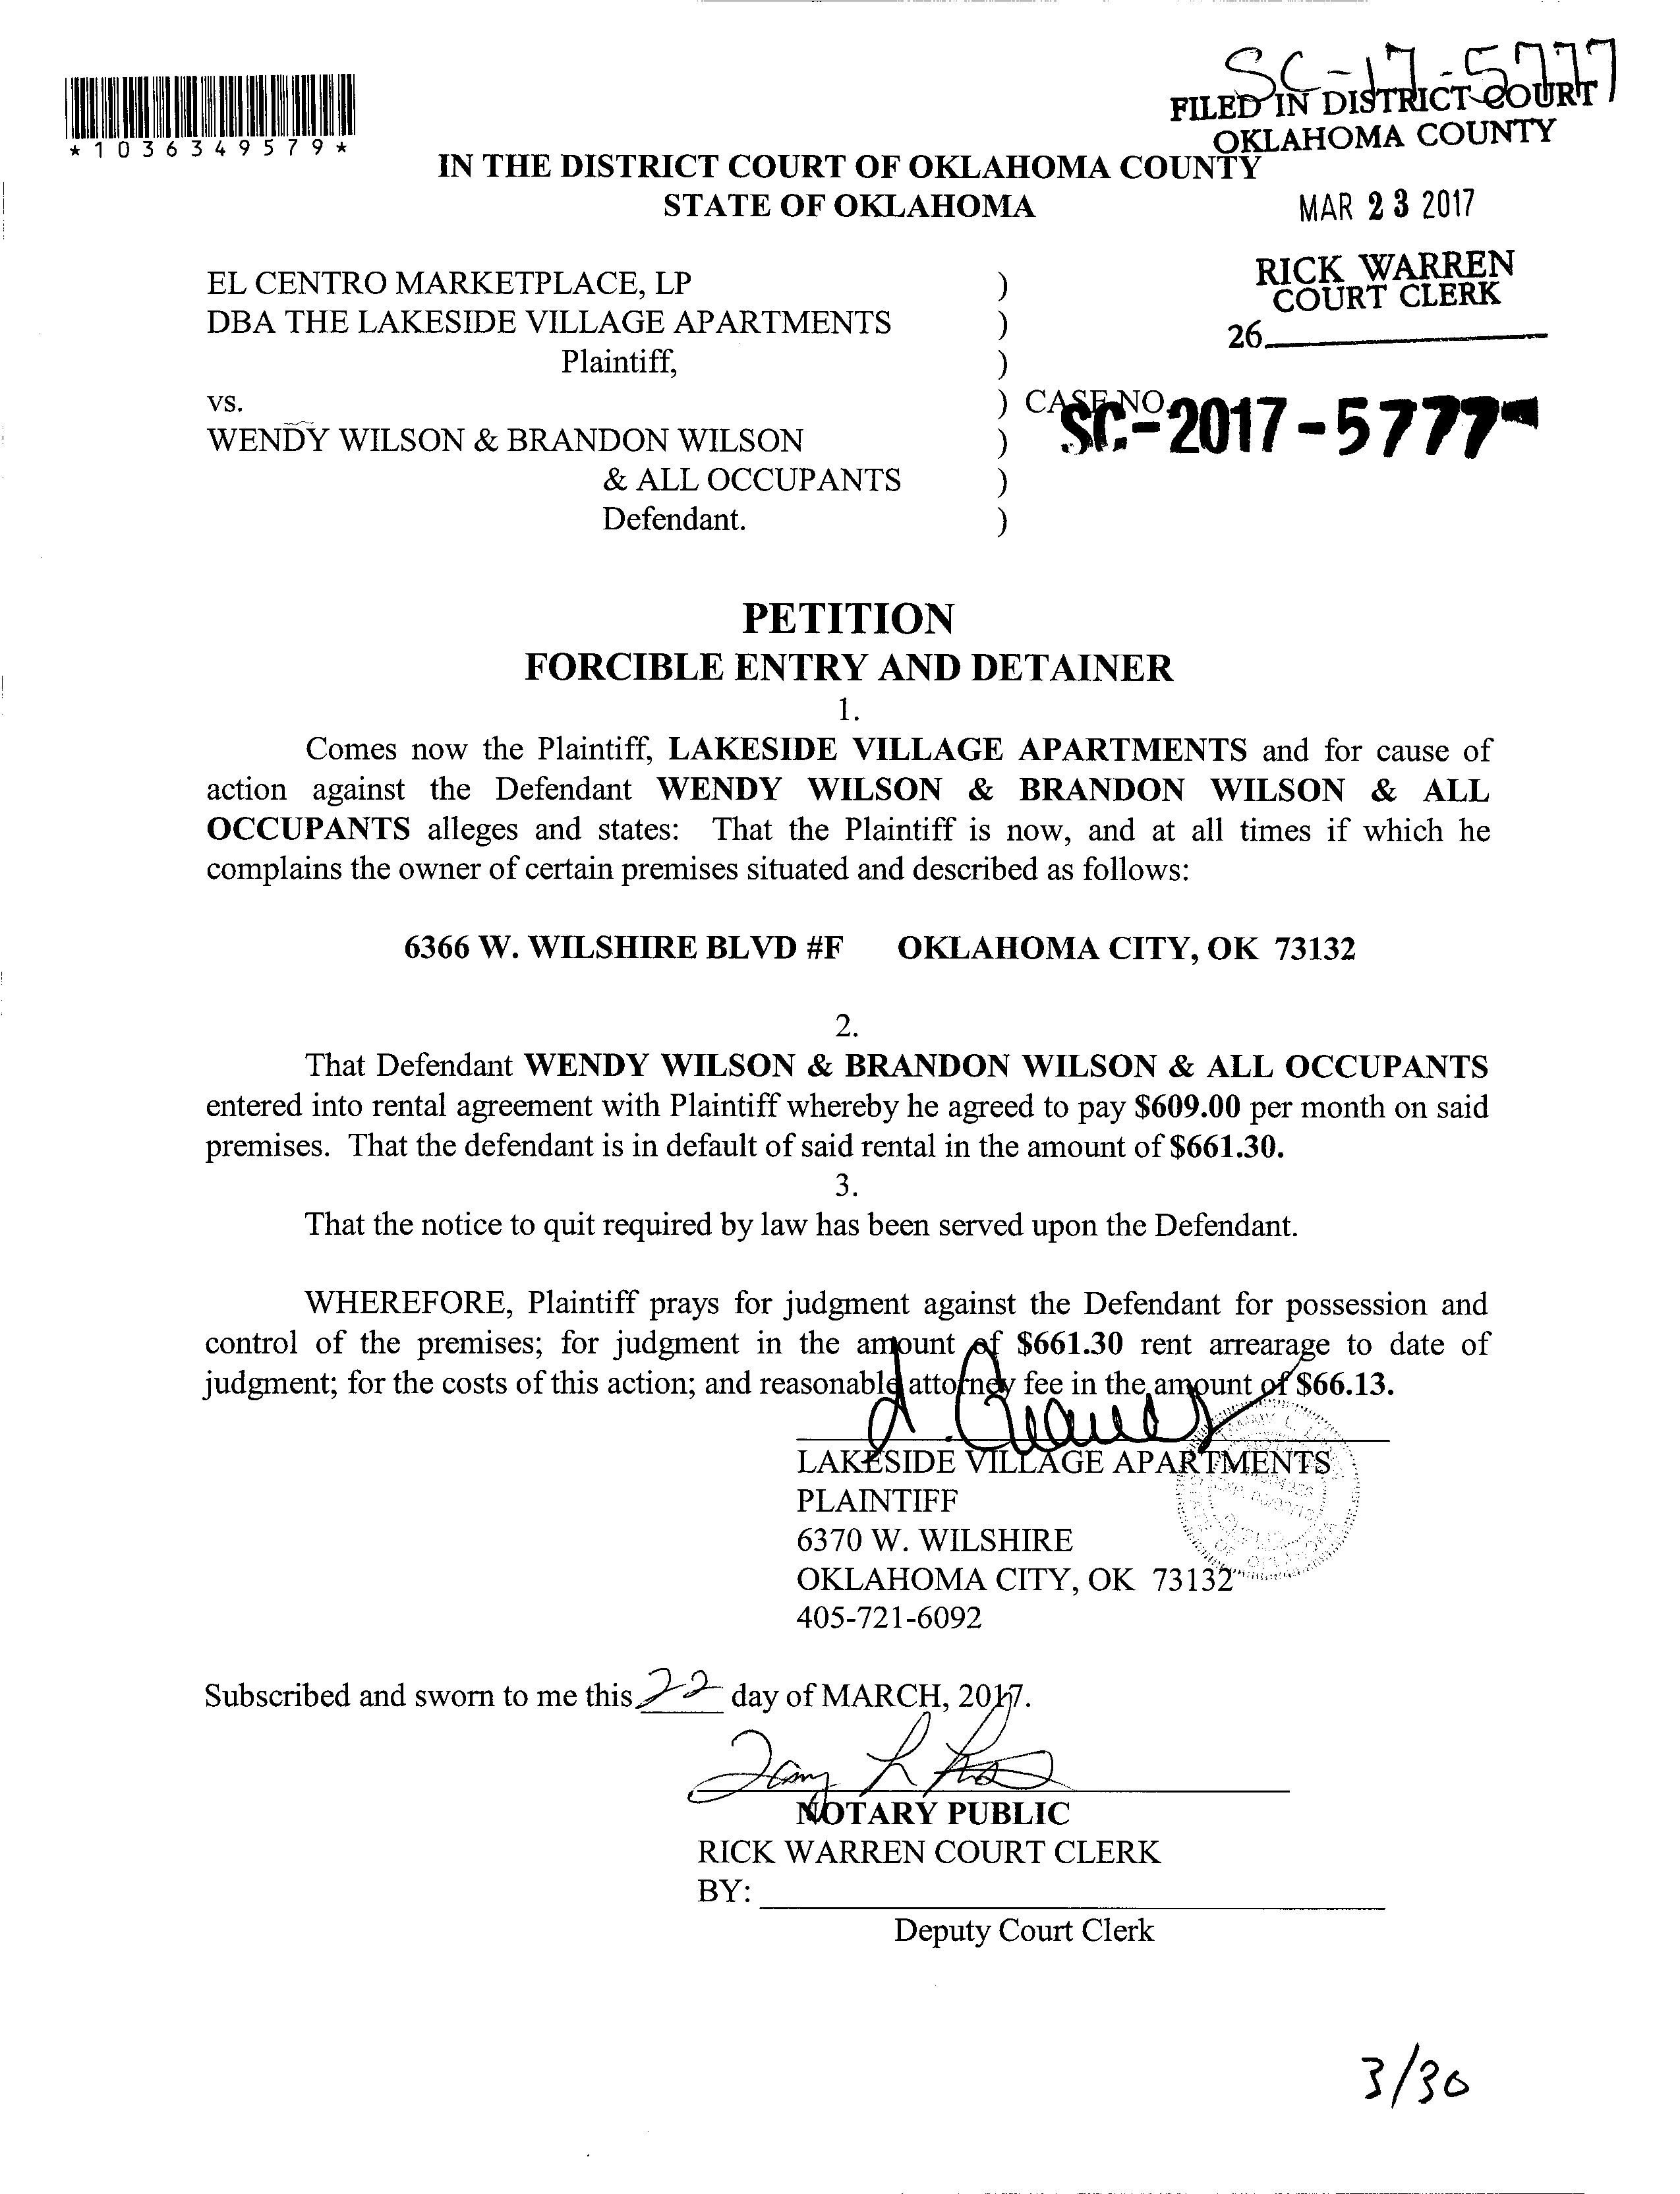 SC-17-5777
FILED IN DISTRICT COURT
OKLAHOMA COUNTY
*1036349579*
IN THE DISTRICT COURT OF OKLAHOMA COUNTY
STATE OF OKLAHOMA
MAR 23 2017
RICK WARREN
COURT CLERK
26
EL CENTRO MARKETPLACE, LP )
DBA THE LAKESIDE VILLAGE APARTMENTS )
Plaintiff, )
vs. ) CASE NO.
SC-2017-5777
WENDY WILSON & BRANDON WILSON )
& ALL OCCUPANTS )
Defendant. )
PETITION
FORCIBLE ENTRY AND DETAINER
1.
Comes now the Plaintiff, LAKESIDE VILLAGE APARTMENTS and for cause of
action against the Defendant WENDY WILSON & BRANDON WILSON & ALL
OCCUPANTS alleges and states: That the Plaintiff is now, and at all times if which he
complains the owner of certain premises situated and described as follows:
6366 W. WILSHIRE BLVD #F OKLAHOMA CITY, OK 73132
2.
That Defendant WENDY WILSON & BRANDON WILSON & ALL OCCUPANTS
entered into rental agreement with Plaintiff whereby he agreed to pay $609.00 per month on said
premises. That the defendant is in default of said rental in the amount of $661.30.
3.
That the notice to quit required by law has been served upon the Defendant.
WHEREFORE, Plaintiff prays for judgment against the Defendant for possession and
control of the premises; for judgment in the amount of $661.30 rent arrearage to date of
judgment; for the costs of this action; and reasonable attorney fee in the amount of $66.13.
LAKESIDE VILLAGE APARTMENTS
PLAINTIFF
6370 W. WILSHIRE
OKLAHOMA CITY, OK 73132
405-721-6092
Subscribed and sworn to me this 22 day of MARCH, 2017.
NOTARY PUBLIC
RICK WARREN COURT CLERK
BY:
Deputy Court Clerk
3/30